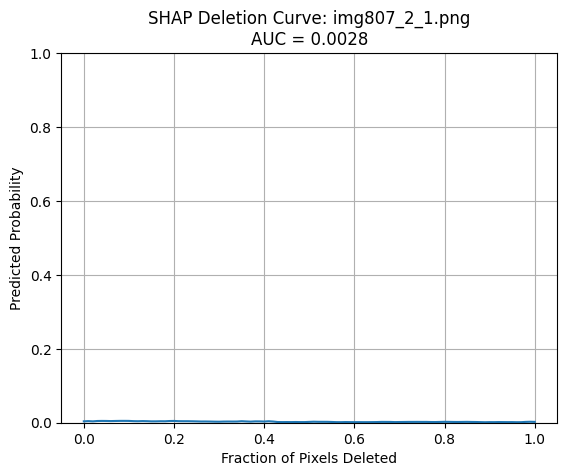 SHAP Deletion Curve: img807_2_1.png
AUC = 0.0028
1.0
0.8
0.6
0.4
0.2
0.0
Predicted Probability
0.0 0.2 0.4 0.6 0.8 1.0
Fraction of Pixels Deleted